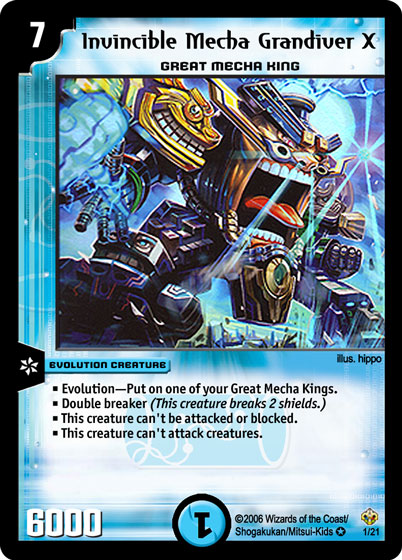 7
Invincible Mecha Grandiver X
GREAT MECHA KING
illus. hippo
EVOLUTION CREATURE
■ Evolution—Put on one of your Great Mecha Kings.
■ Double breaker (This creature breaks 2 shields.)
■ This creature can't be attacked or blocked.
■ This creature can't attack creatures.
6000
1
©2006 Wizards of the Coast/
Shogakukan/Mitsui-Kids ✪ 1/21